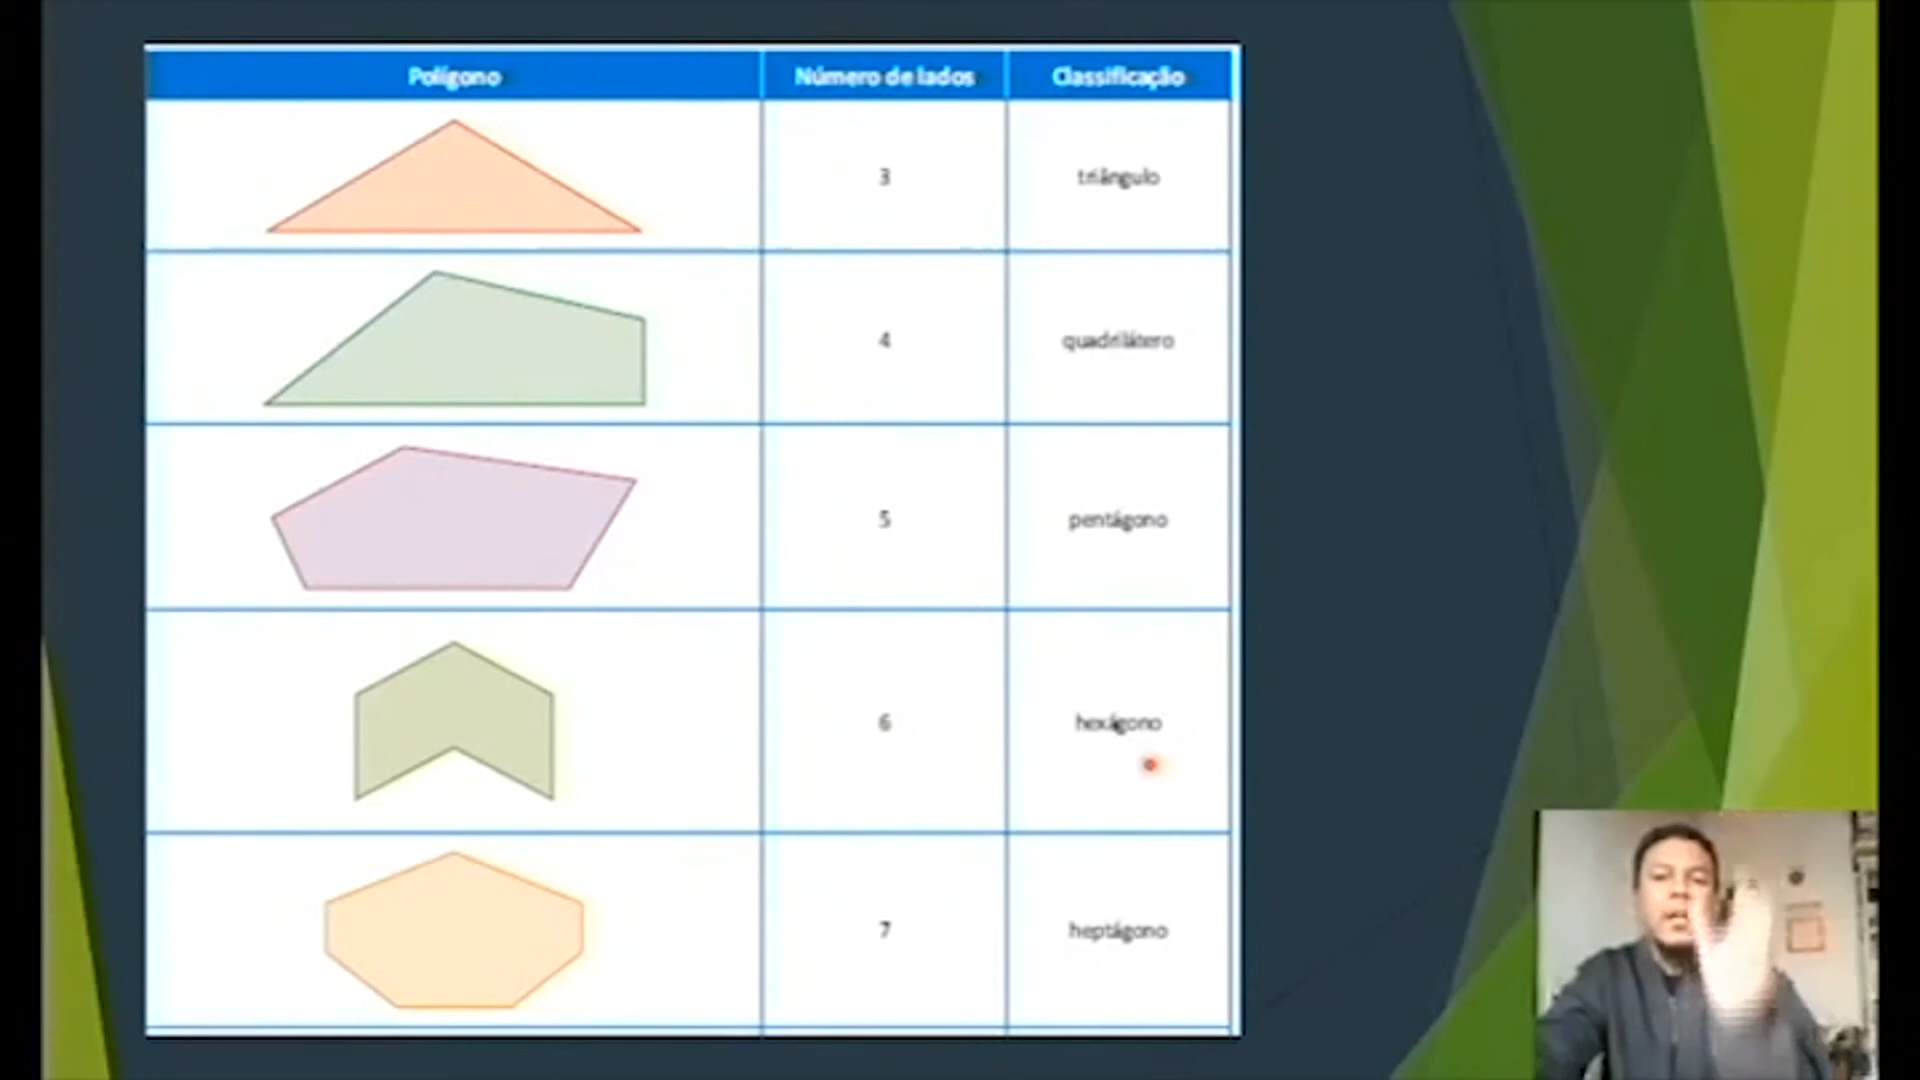 Polígono Número de lados Classificação
3 triângulo
4 quadrilátero
5 pentágono
6 hexágono
7 heptágono